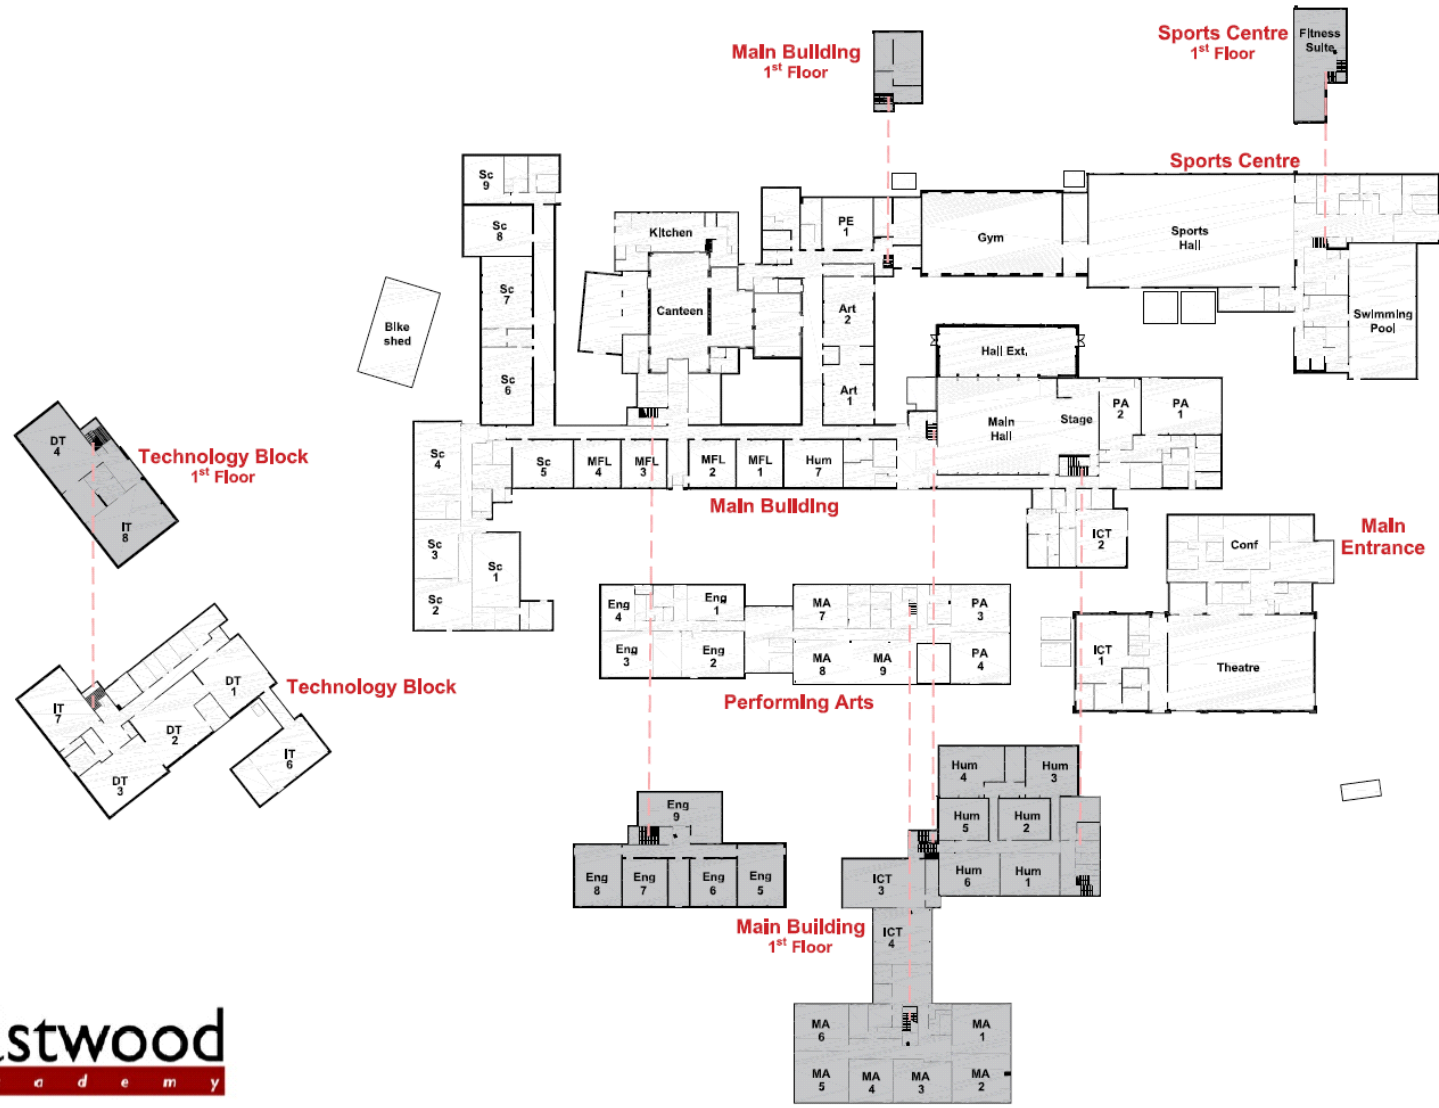 Main Building
1st Floor
Sports Centre
1st Floor
Fitness
Suite
Sports Centre
Sc
9
Sc
8
Sc
7
Sc
6
Kitchen
Canteen
PE
1
Gym
Sports
Hall
Swimming
Pool
Art
2
Art
1
Hall Ext.
Main
Hall
Stage
PA
2
PA
1
Bike
shed
DT
4
IT
8
Technology Block
1st Floor
Sc
4
Sc
5
MFL
4
MFL
3
MFL
2
MFL
1
Hum
7
Main Building
Sc
3
Sc
1
Sc
2
ICT
2
Conf
Main
Entrance
Eng
4
Eng
1
Eng
3
Eng
2
MA
7
MA
8
MA
9
PA
3
PA
4
Performing Arts
ICT
1
Theatre
IT
7
DT
1
DT
2
DT
3
IT
6
Technology Block
Eng
9
Eng
8
Eng
7
Eng
6
Eng
5
Hum
4
Hum
3
Hum
5
Hum
2
Hum
6
Hum
1
ICT
3
ICT
4
Main Building
1st Floor
MA
6
MA
1
MA
5
MA
4
MA
3
MA
2
stwood
a d e m y